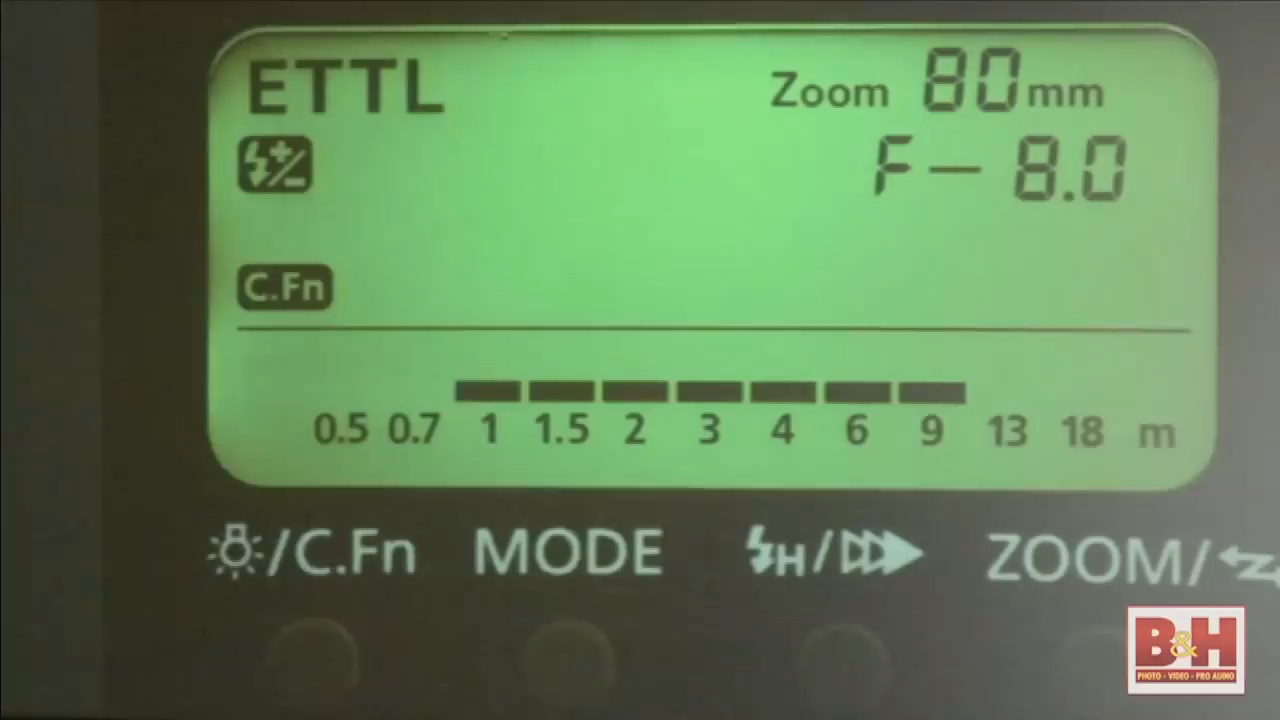 ETTL Zoom 80mm
F— 8.0
C.Fn
0.5 0.7 1 1.5 2 3 4 6 9 13 18 m
/C.Fn MODE H/ ZOOM/
B&H
PHOTO - VIDEO - PRO AUDIO